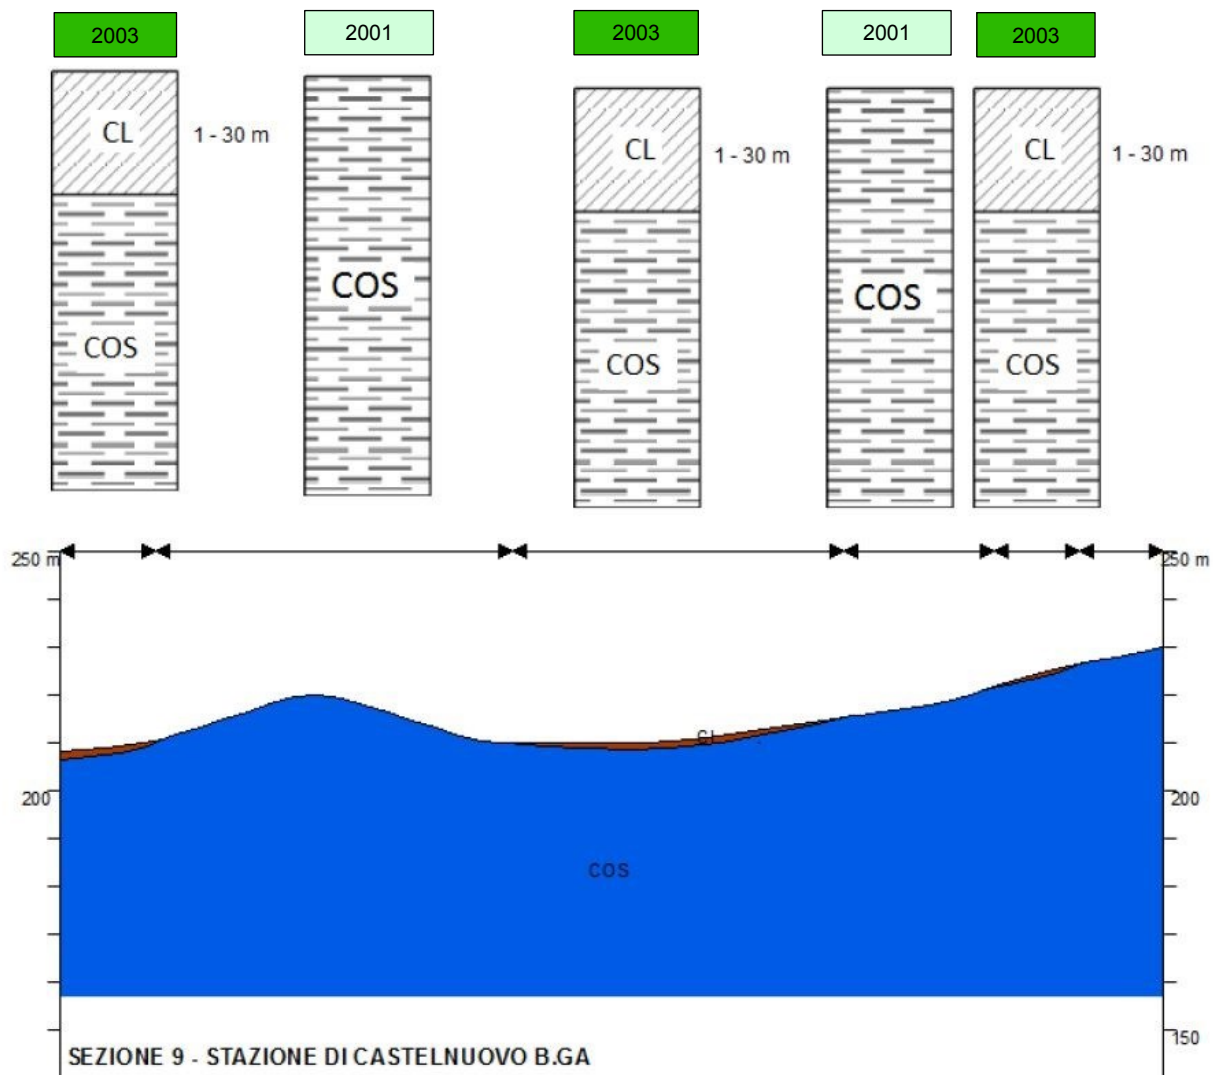 2003 2001 2003 2001 2003
CL 1 - 30 m CL 1 - 30 m CL 1 - 30 m
COS COS
COS COS COS
250 m 250 m
CL
200 200
COS
150
SEZIONE 9 - STAZIONE DI CASTELNUOVO B.GA